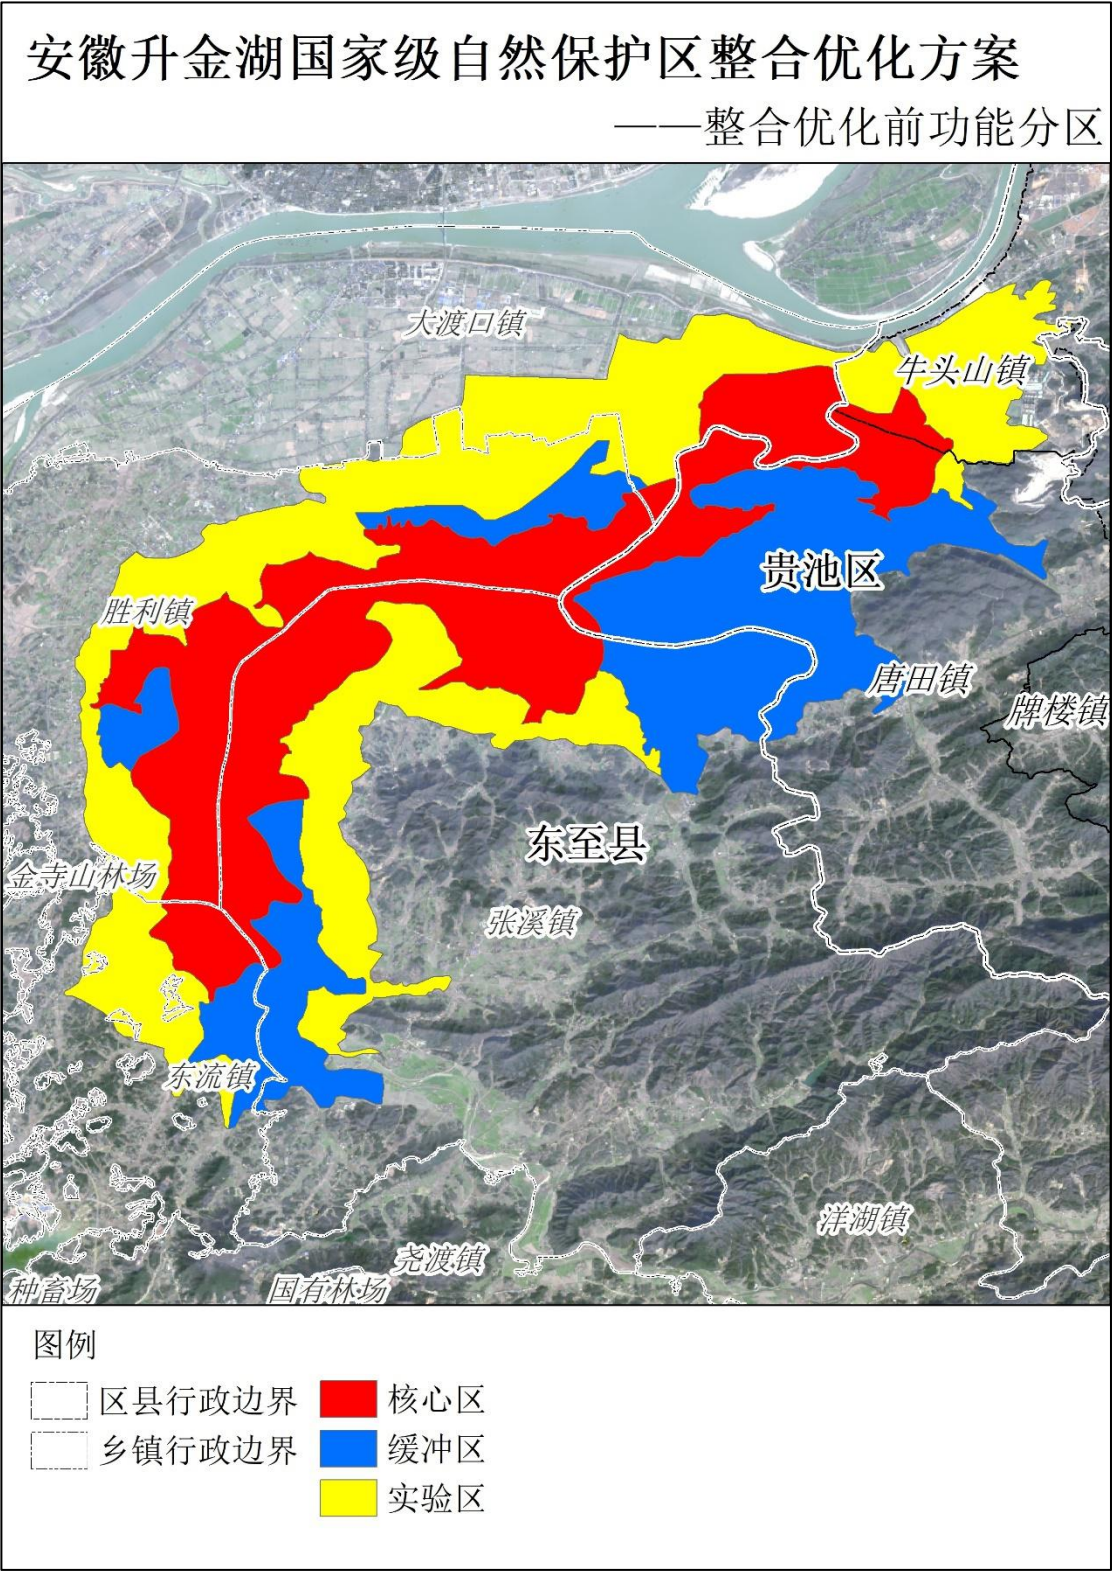 安徽升金湖国家级自然保护区整合优化方案
——整合优化前功能分区
大渡口镇
牛头山镇
贵池区
胜利镇
唐田镇
牌楼镇
东至县
金寺山林场
张溪镇
东流镇
洋湖镇
尧渡镇
种畜场
国有林场
图例
区县行政边界
核心区
乡镇行政边界
缓冲区
实验区